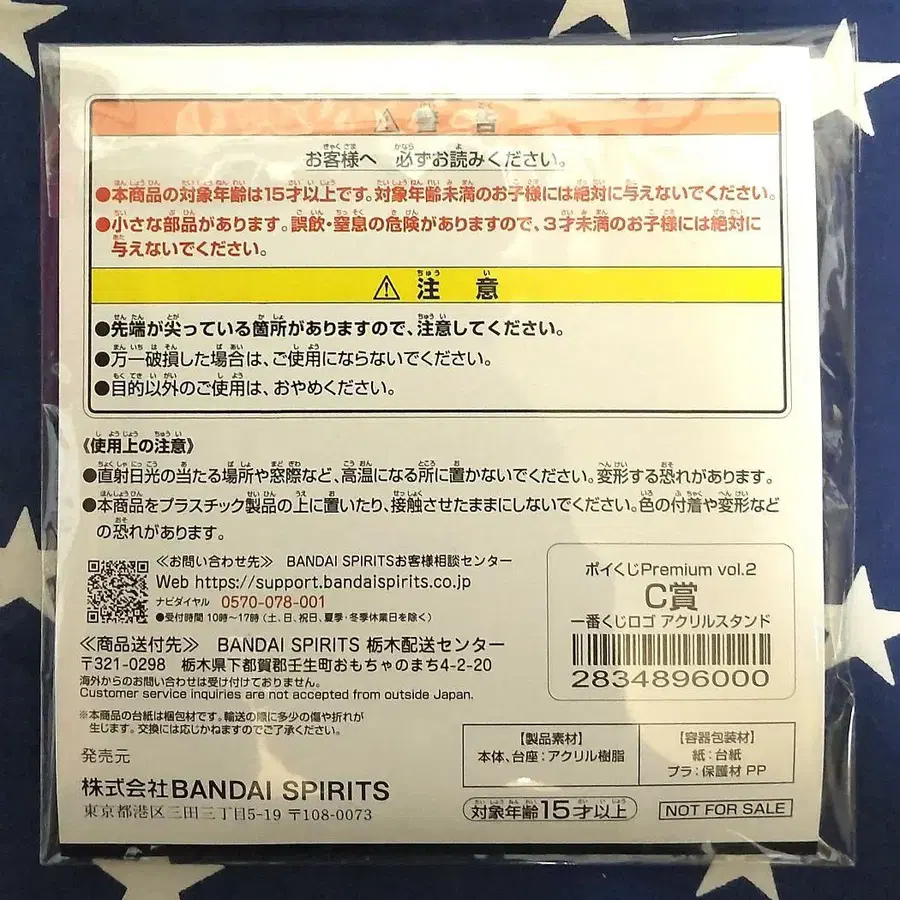 ⚠ 警告
お客様へ 必ずお読みください。
●本商品の対象年齢は15才以上です。対象年齢未満のお子様には絶対に与えないでください。
●小さな部品があります。誤飲・窒息の危険がありますので、3才未満のお子様には絶対に
与えないでください。
⚠ 注意
●先端が尖っている箇所がありますので、注意してください。
●万一破損した場合は、ご使用にならないでください。
●目的以外のご使用は、おやめください。
《使用上の注意》
●直射日光の当たる場所や窓際など、高温になる所に置かないでください。変形する恐れがあります。
●本商品をプラスチック製品の上に置いたり、接触させたままにしないでください。色の付着や変形など
の恐れがあります。
≪お問い合わせ先≫ BANDAI SPIRITSお客様相談センター
Web https://support.bandaispirits.co.jp
ナビダイヤル 0570-078-001
●受付時間 10時～17時(土、日、祝日、夏季・冬季休業日を除く)
≪商品送付先≫ BANDAI SPIRITS 栃木配送センター
〒321-0298 栃木県下都賀郡壬生町おもちゃのまち4-2-20
海外からのお問い合わせは受け付けておりません。
Customer service inquiries are not accepted from outside Japan.
※本商品の台紙は梱包材です。輸送の際に多少の傷や折れが
生じます。交換には応じかねますのでご了承ください。
発売元
株式会社BANDAI SPIRITS
東京都港区三田三丁目5-19 〒108-0073
ポイくじPremium vol.2
C賞
一番くじロゴ アクリルスタンド
2834896000
【製品素材】
本体、台座:アクリル樹脂
【容器包装材】
紙:台紙
プラ:保護材 PP
対象年齢15才以上
NOT FOR SALE